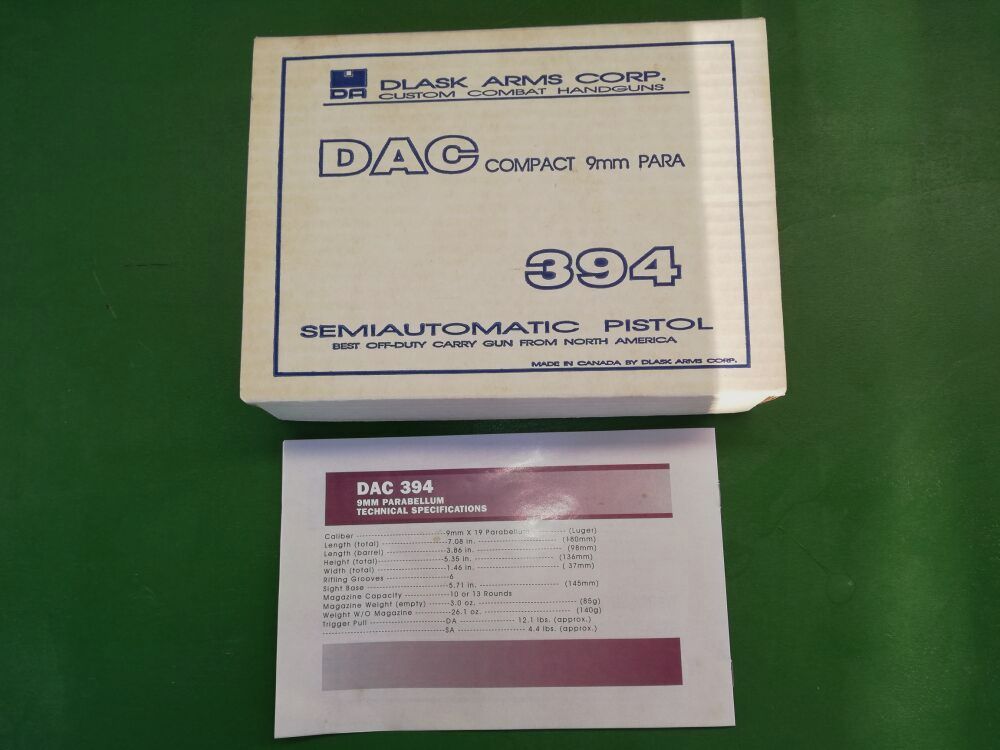 DA
DLASK ARMS CORP.
CUSTOM COMBAT HANDGUNS
DAC COMPACT 9mm PARA
394
SEMIAUTOMATIC PISTOL
BEST OFF-DUTY CARRY GUN FROM NORTH AMERICA
MADE IN CANADA BY DLASK ARMS CORP.
DAC 394
9MM PARABELLUM
TECHNICAL SPECIFICATIONS
Caliber 9mm X 19 Parabellum (Luger)
Length (total) 7.08 in. (180mm)
Length (barrel) 3.86 in. (98mm)
Height (total) 5.35 in. (136mm)
Width (total) 1.46 in. ( 37mm)
Rifling Grooves 6
Sight Base 5.71 in. (145mm)
Magazine Capacity 10 or 13 Rounds
Magazine Weight (empty) 3.0 oz. (85g)
Weight W/O Magazine 26.1 oz. (140g)
Trigger Pull DA 12.1 lbs. (approx.)
SA 4.4 lbs. (approx.)